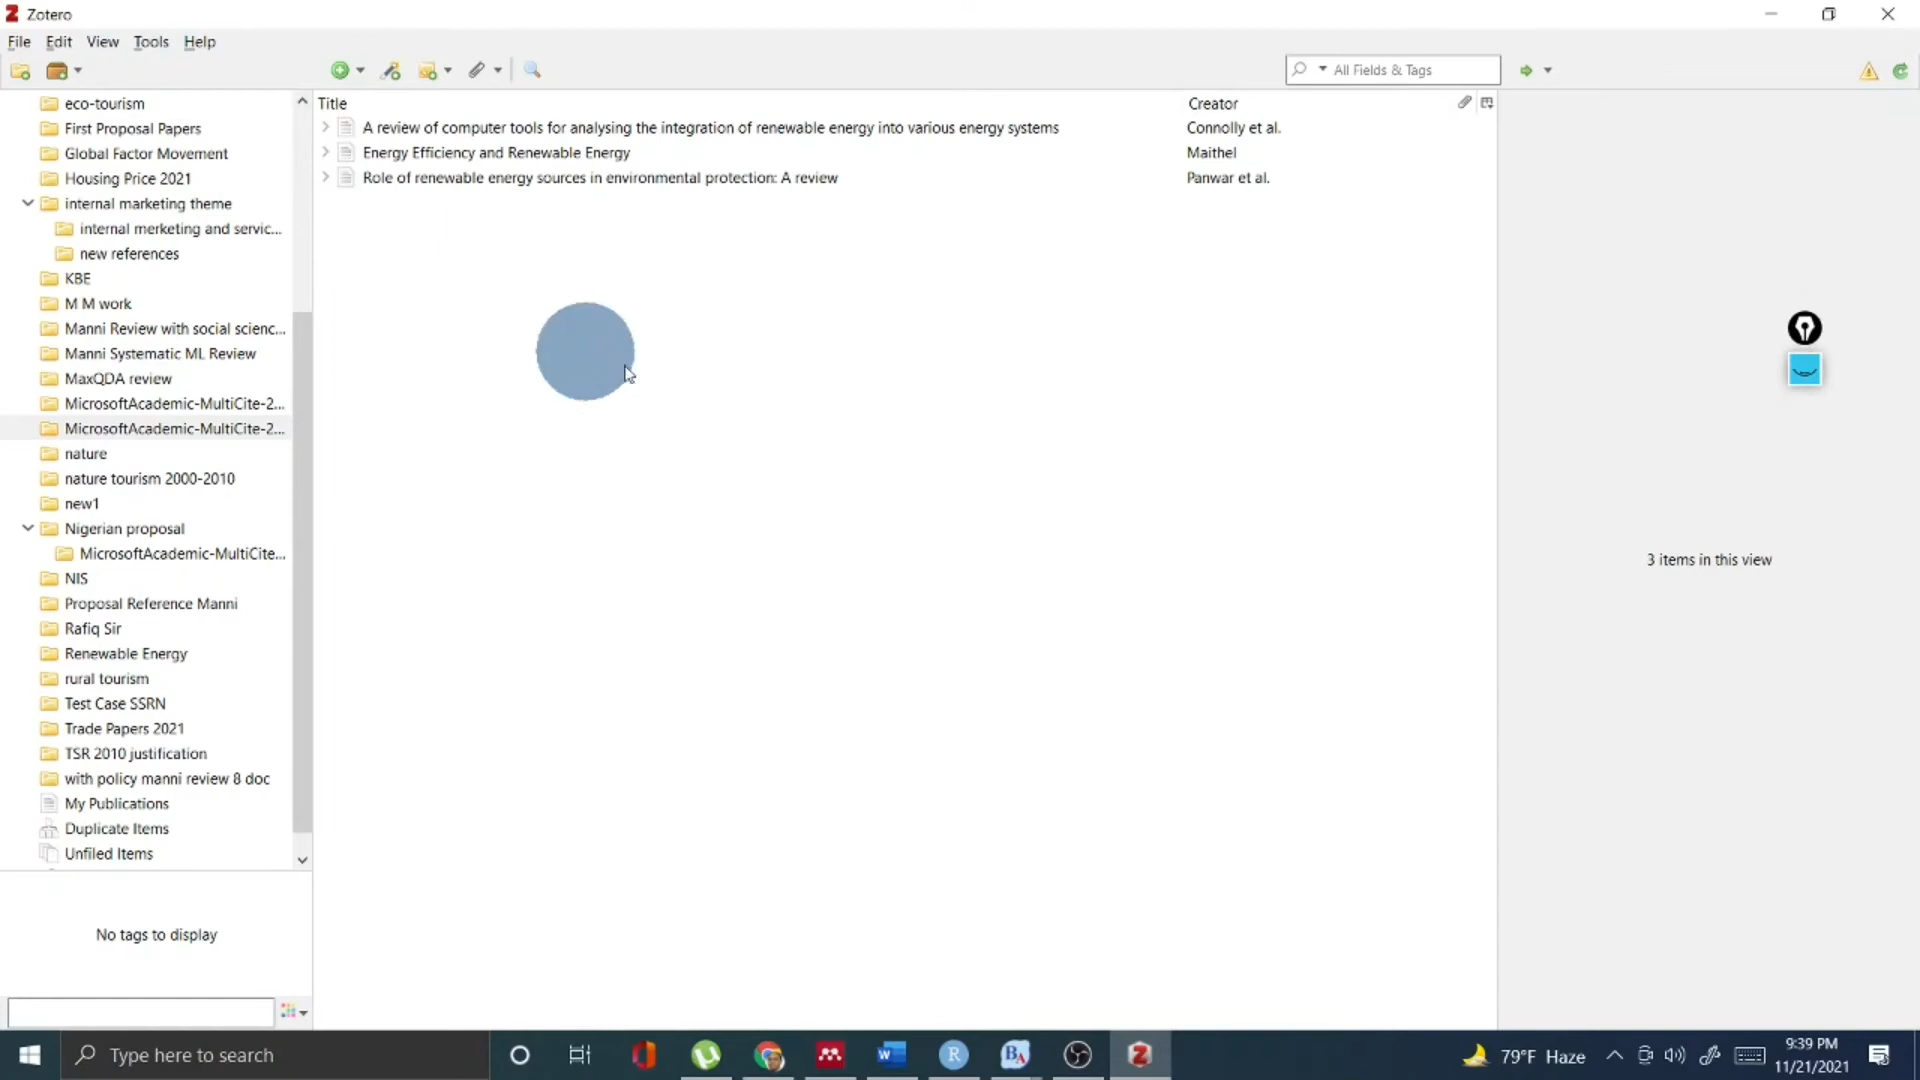 Zotero
File Edit View Tools Help
All Fields & Tags
eco-tourism
First Proposal Papers
Global Factor Movement
Housing Price 2021
internal marketing theme
internal merketing and servic...
new references
KBE
M M work
Manni Review with social scienc...
Manni Systematic ML Review
MaxQDA review
MicrosoftAcademic-MultiCite-2...
MicrosoftAcademic-MultiCite-2...
nature
nature tourism 2000-2010
new1
Nigerian proposal
MicrosoftAcademic-MultiCite...
NIS
Proposal Reference Manni
Rafiq Sir
Renewable Energy
rural tourism
Test Case SSRN
Trade Papers 2021
TSR 2010 justification
with policy manni review 8 doc
My Publications
Duplicate Items
Unfiled Items
No tags to display
Title Creator
A review of computer tools for analysing the integration of renewable energy into various energy systems Connolly et al.
Energy Efficiency and Renewable Energy Maithel
Role of renewable energy sources in environmental protection: A review Panwar et al.
3 items in this view
Type here to search
79°F Haze
9:39 PM
11/21/2021